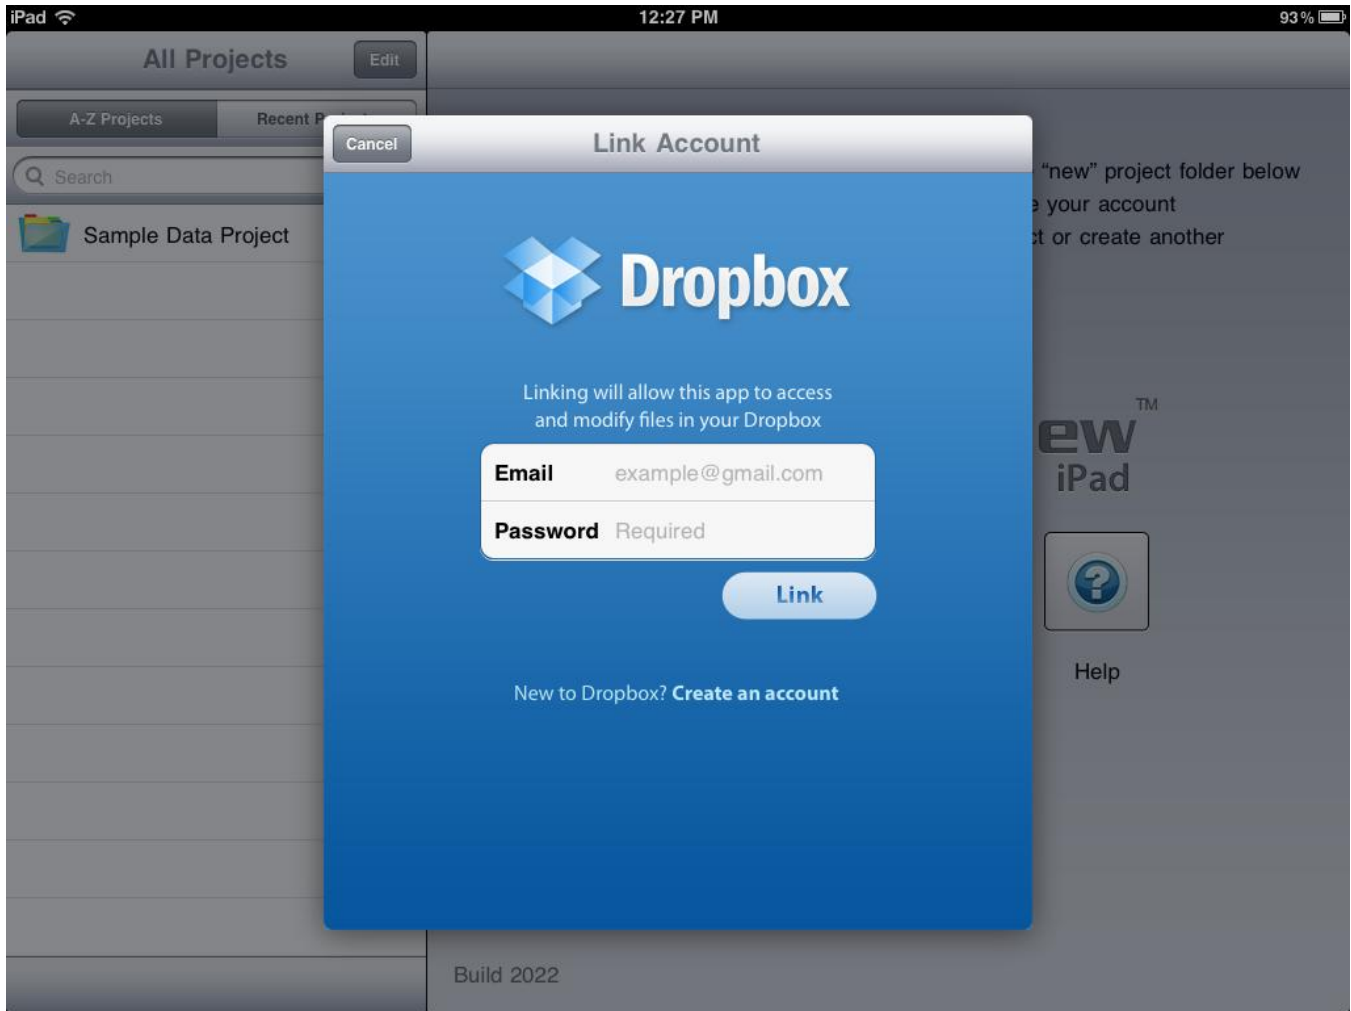 iPad 12:27 PM 93%
All Projects Edit
A-Z Projects Recent
Search
Sample Data Project
Cancel Link Account
Dropbox
Linking will allow this app to access
and modify files in your Dropbox
Email example@gmail.com
Password Required
Link
New to Dropbox? Create an account
“new” project folder below
your account
or create another
TM
iPad
Help
Build 2022